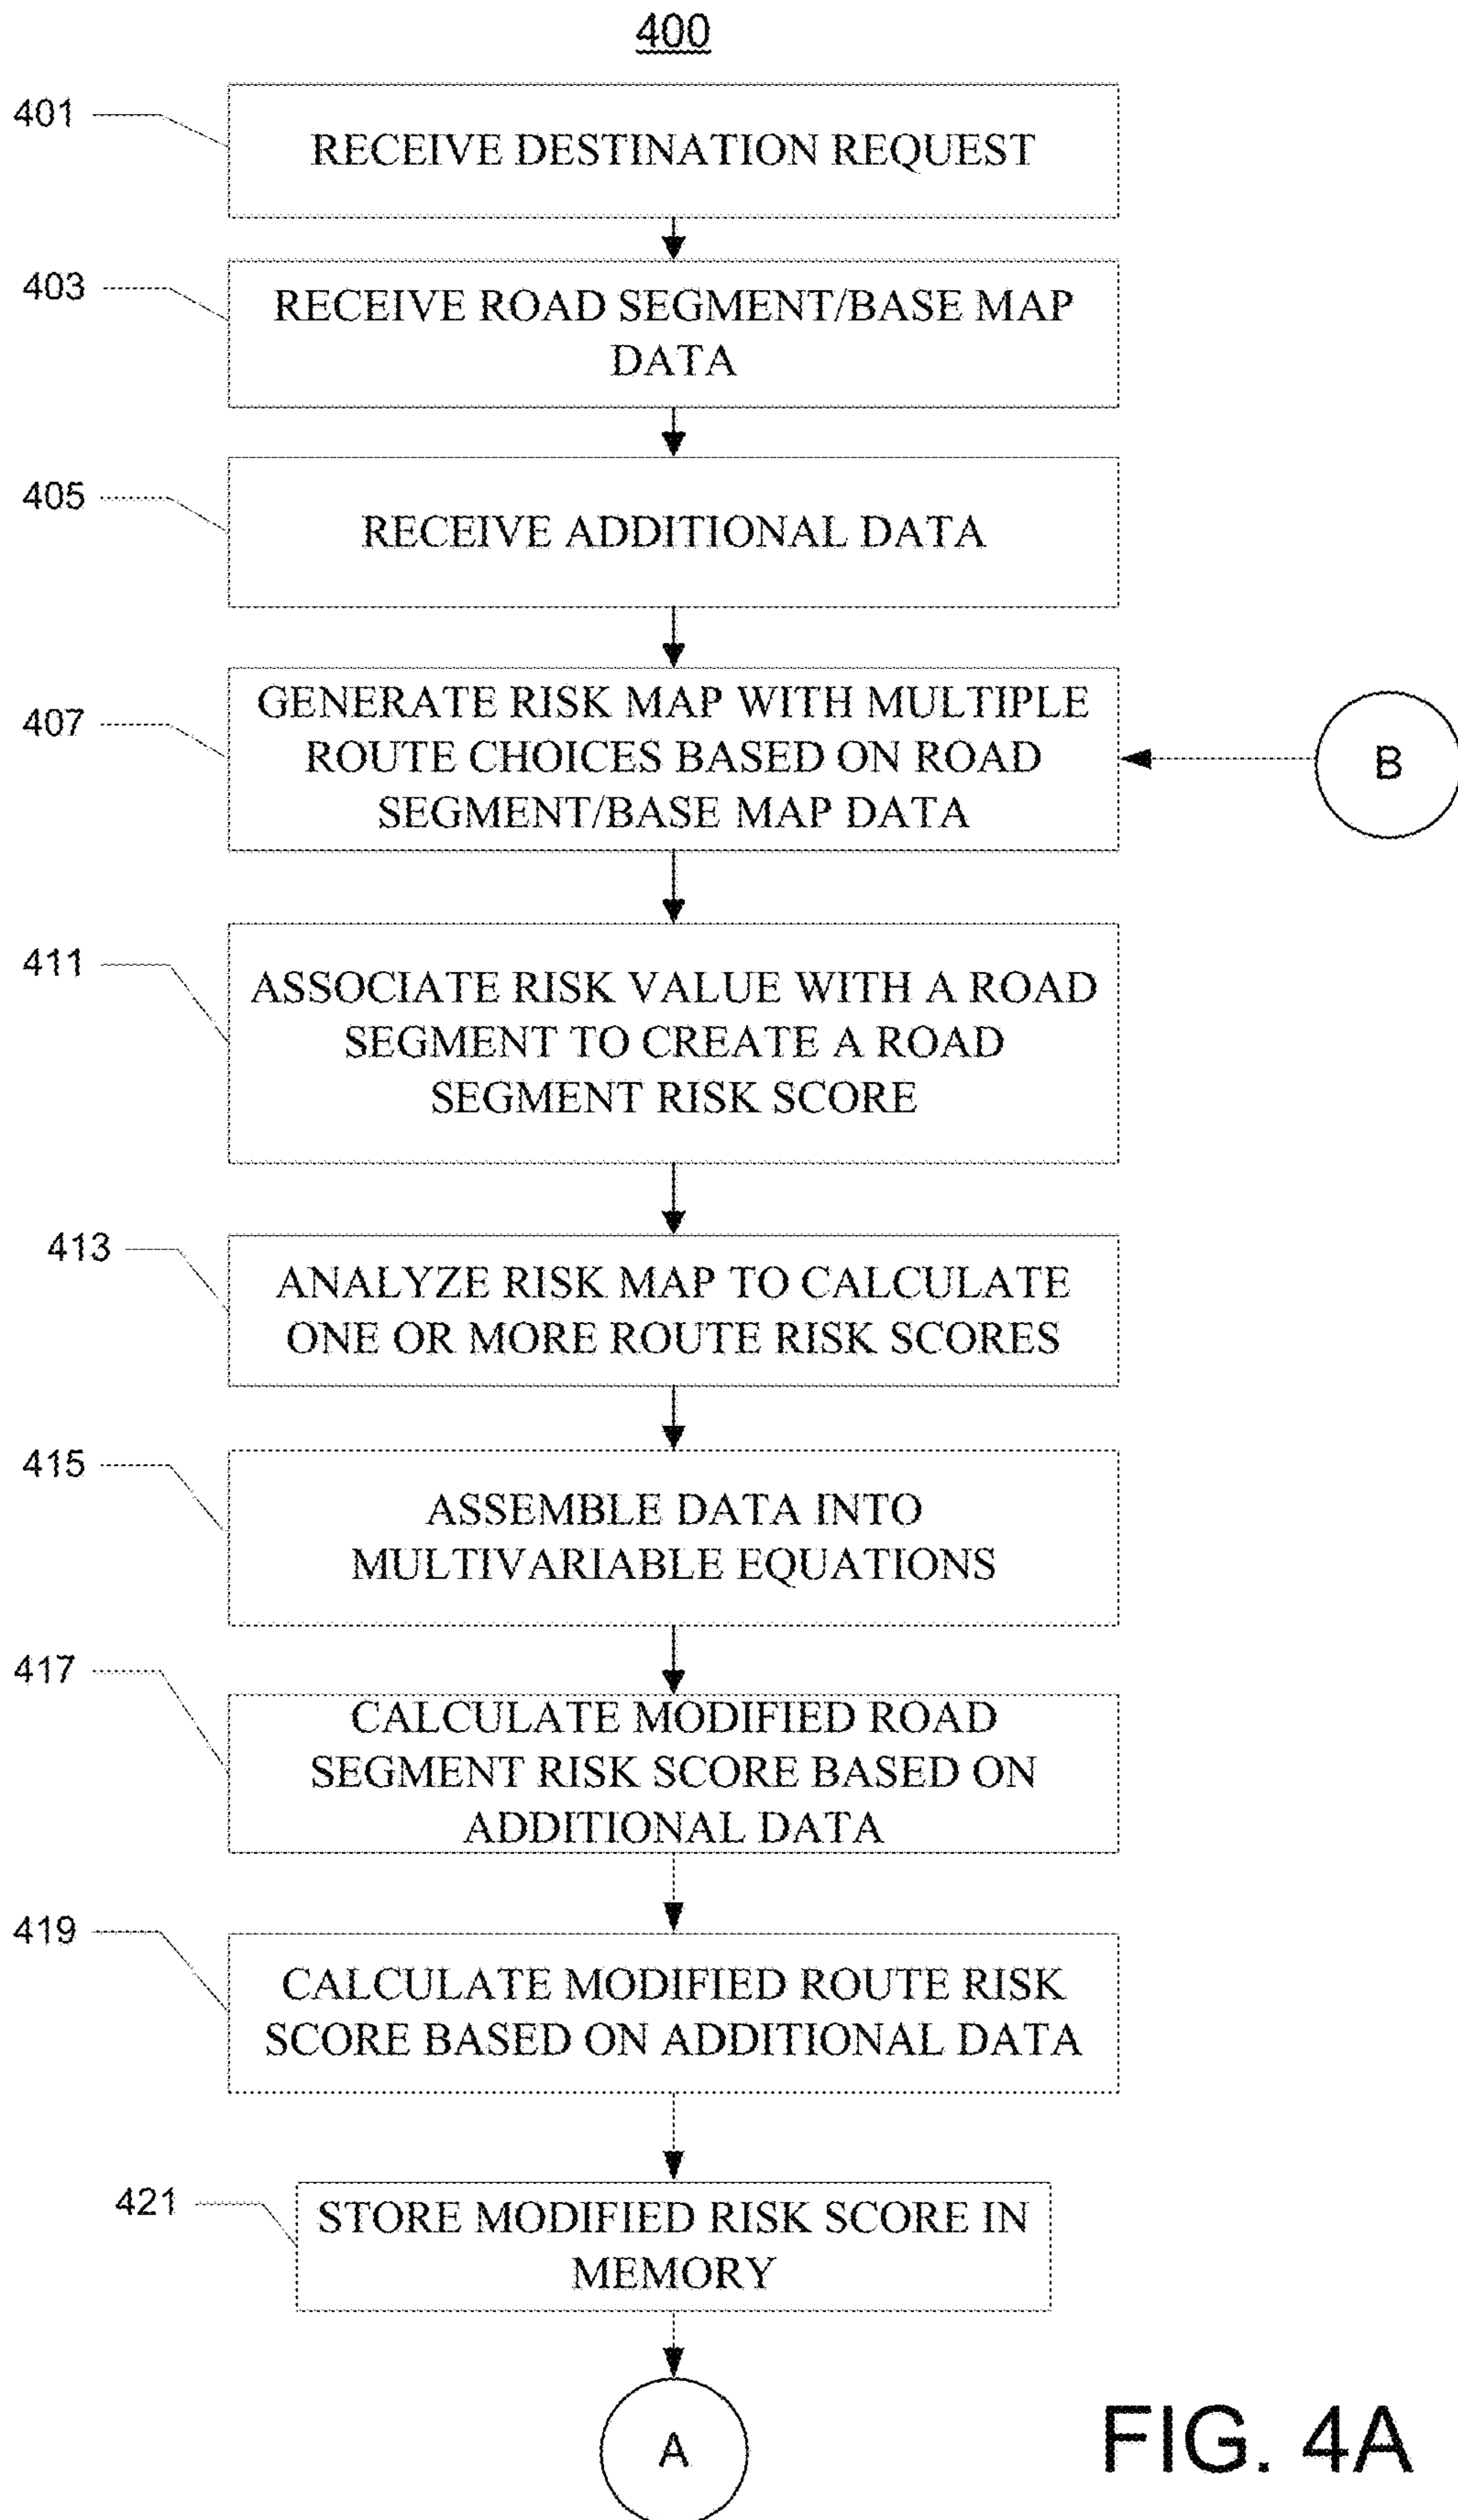 400
401
RECEIVE DESTINATION REQUEST
403
RECEIVE ROAD SEGMENT/BASE MAP
DATA
405
RECEIVE ADDITIONAL DATA
407
GENERATE RISK MAP WITH MULTIPLE
ROUTE CHOICES BASED ON ROAD
SEGMENT/BASE MAP DATA
B
411
ASSOCIATE RISK VALUE WITH A ROAD
SEGMENT TO CREATE A ROAD
SEGMENT RISK SCORE
413
ANALYZE RISK MAP TO CALCULATE
ONE OR MORE ROUTE RISK SCORES
415
ASSEMBLE DATA INTO
MULTIVARIABLE EQUATIONS
417
CALCULATE MODIFIED ROAD
SEGMENT RISK SCORE BASED ON
ADDITIONAL DATA
419
CALCULATE MODIFIED ROUTE RISK
SCORE BASED ON ADDITIONAL DATA
421
STORE MODIFIED RISK SCORE IN
MEMORY
A
FIG. 4A